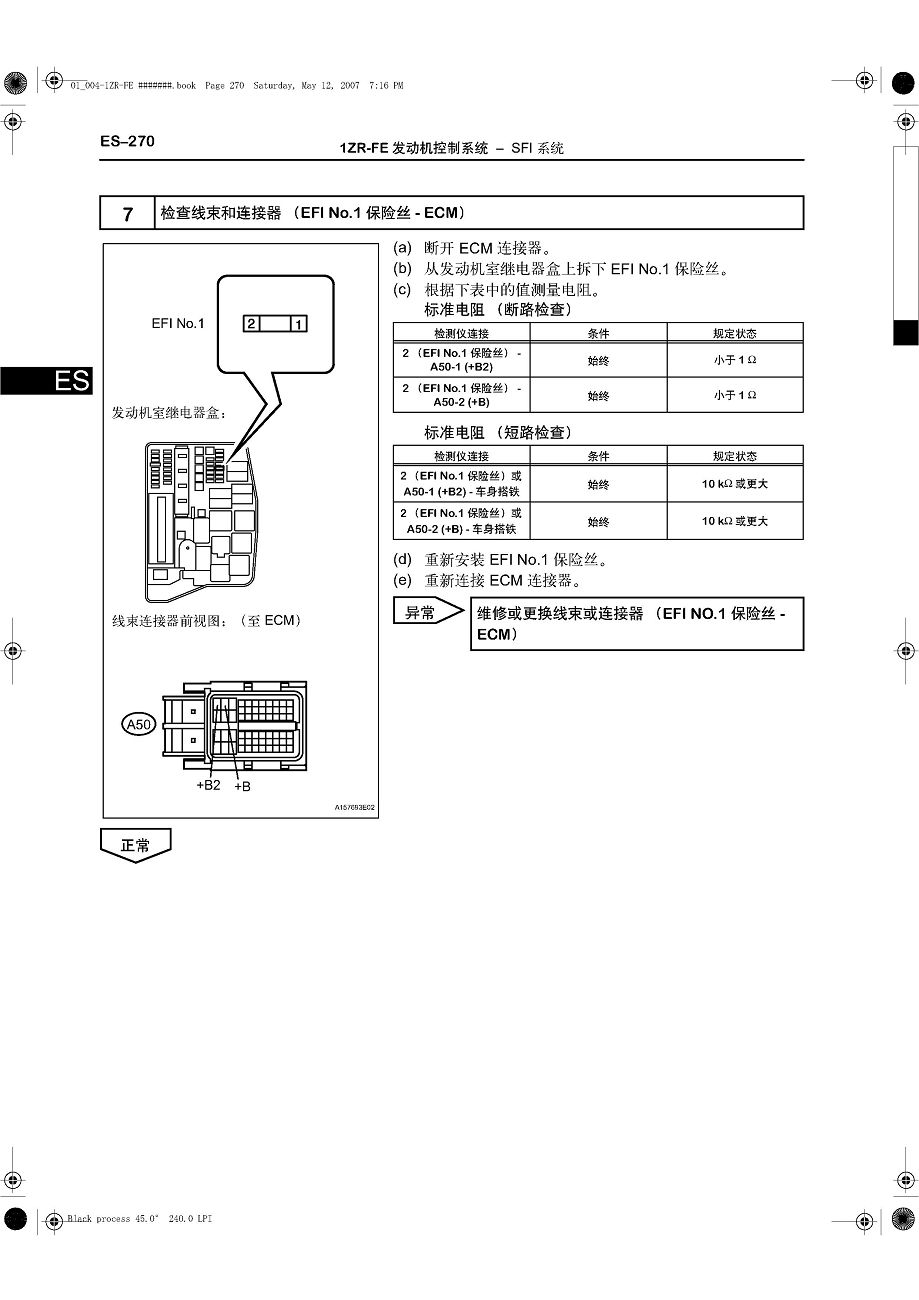 01_004-1ZR-FE #######.book Page 270 Saturday, May 12, 2007 7:16 PM
ES–270
1ZR-FE 发动机控制系统 – SFI 系统
7 检查线束和连接器 （EFI No.1 保险丝 - ECM）
EFI No.1
2 1
发动机室继电器盒：
线束连接器前视图：（至 ECM）
A50
+B2 +B
A157693E02
ES
(a) 断开 ECM 连接器。
(b) 从发动机室继电器盒上拆下 EFI No.1 保险丝。
(c) 根据下表中的值测量电阻。
标准电阻 （断路检查）
检测仪连接 条件 规定状态
2 （EFI No.1 保险丝） -
A50-1 (+B2) 始终 小于 1 Ω
2 （EFI No.1 保险丝） -
A50-2 (+B) 始终 小于 1 Ω
标准电阻 （短路检查）
检测仪连接 条件 规定状态
2 （EFI No.1 保险丝）或
A50-1 (+B2) - 车身搭铁 始终 10 kΩ 或更大
2 （EFI No.1 保险丝）或
A50-2 (+B) - 车身搭铁 始终 10 kΩ 或更大
(d) 重新安装 EFI No.1 保险丝。
(e) 重新连接 ECM 连接器。
异常
维修或更换线束或连接器 （EFI NO.1 保险丝 -
ECM）
正常
Black process 45.0° 240.0 LPI